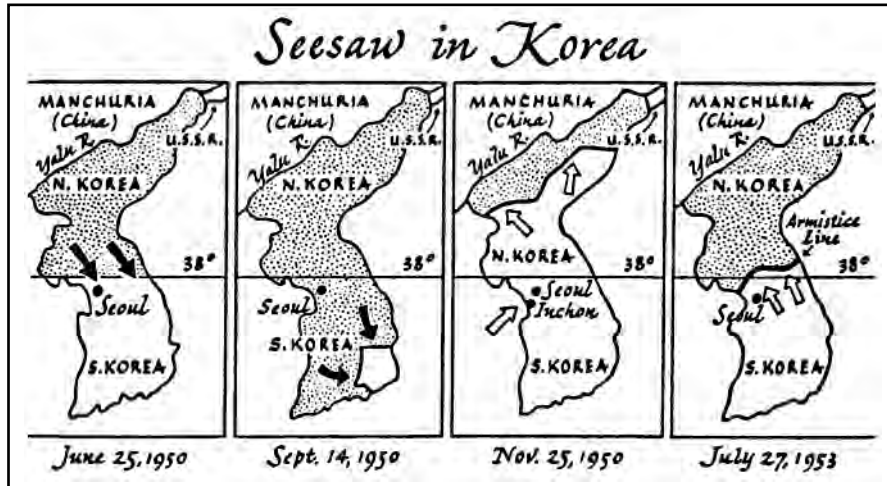 Seesaw in Korea
MANCHURIA
(China)
Yalu R.
U.S.S.R.
N. KOREA
38°
Seoul
S. KOREA
June 25, 1950
MANCHURIA
(China)
Yalu R.
U.S.S.R.
N. KOREA
38°
Seoul
S. KOREA
Sept. 14, 1950
MANCHURIA
(China)
Yalu R.
U.S.S.R.
N. KOREA
38°
Seoul
Inchon
S. KOREA
Nov. 25, 1950
MANCHURIA
(China)
Yalu R.
U.S.S.R.
N. KOREA
Armistice
Line
38°
Seoul
S. KOREA
July 27, 1953